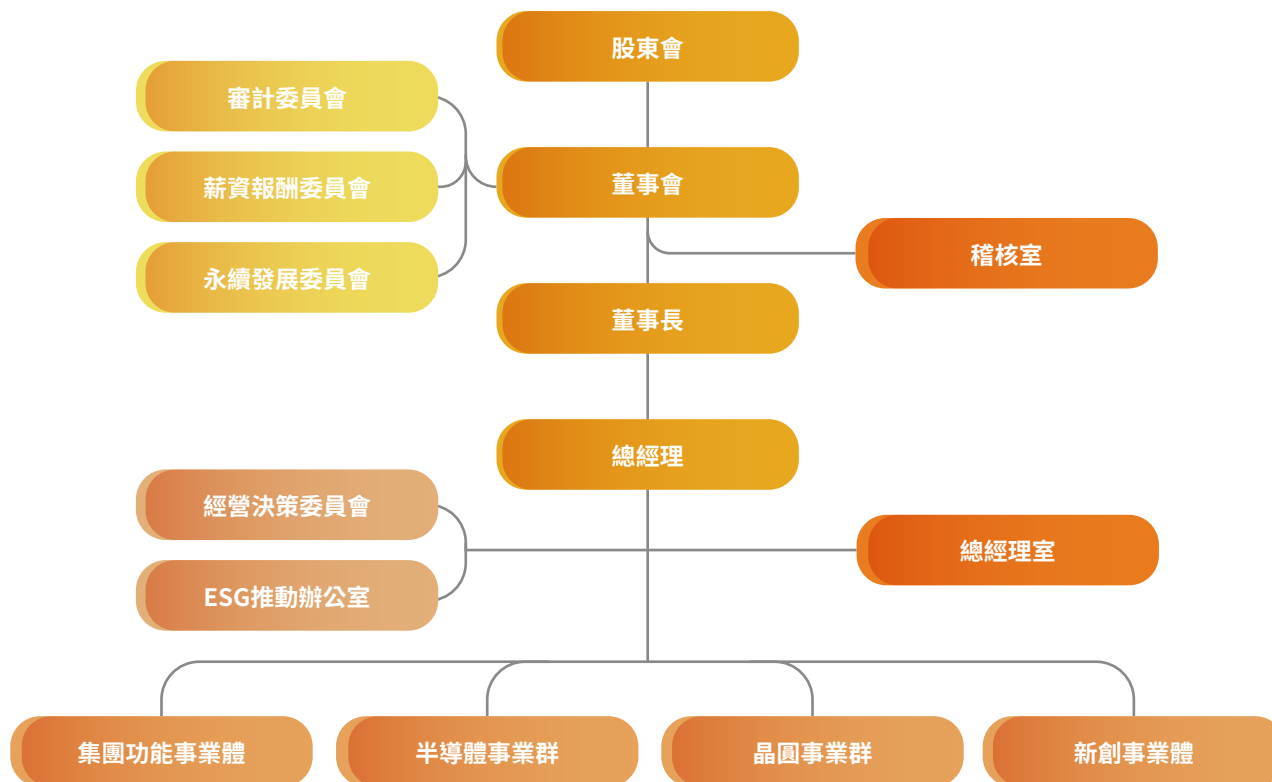 股東會
審計委員會
薪資報酬委員會
永續發展委員會
董事會
稽核室
董事長
總經理
經營決策委員會
ESG推動辦公室
總經理室
集團功能事業體
半導體事業群
晶圓事業群
新創事業體